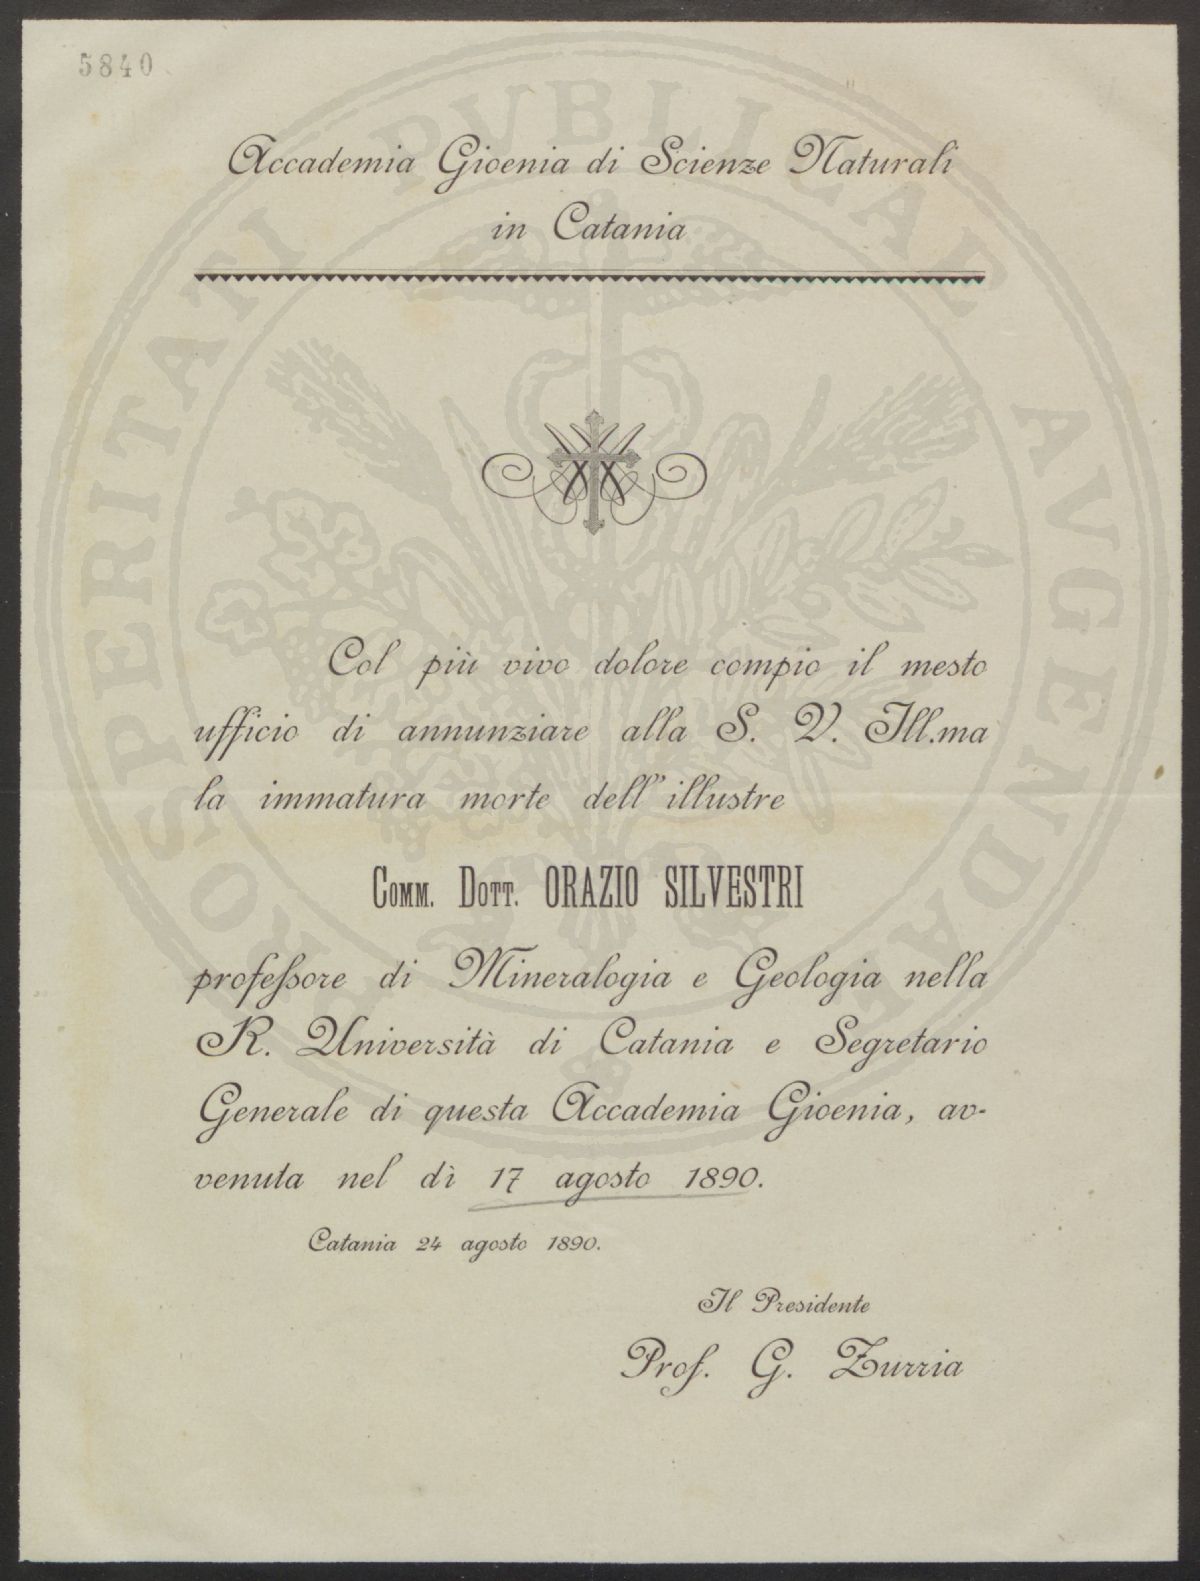 5840
PROSPERITATI PVBLICAE AVGENDAE
Accademia Gioenia di Scienze Naturali
in Catania
Col più vivo dolore compio il mesto
ufficio di annunziare alla S. V. Ill.ma
la immatura morte dell' illustre
Comm. Dott. ORAZIO SILVESTRI
professore di Mineralogia e Geologia nella
R. Università di Catania e Segretario
Generale di questa Accademia Gioenia, av-
venuta nel dì 17 agosto 1890.
Catania 24 agosto 1890.
Il Presidente
Prof. G. Zurria